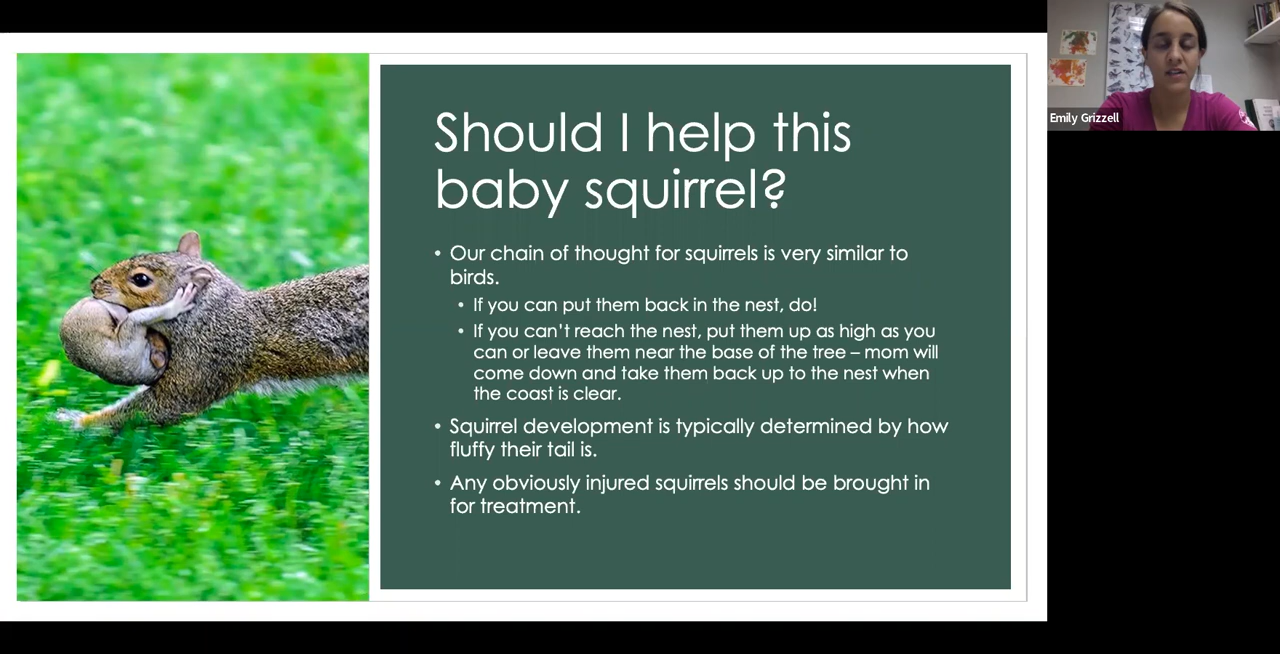 Should I help this
baby squirrel?
• Our chain of thought for squirrels is very similar to
birds.
• If you can put them back in the nest, do!
• If you can't reach the nest, put them up as high as you
can or leave them near the base of the tree – mom will
come down and take them back up to the nest when
the coast is clear.
• Squirrel development is typically determined by how
fluffy their tail is.
• Any obviously injured squirrels should be brought in
for treatment.
Emily Grizzell